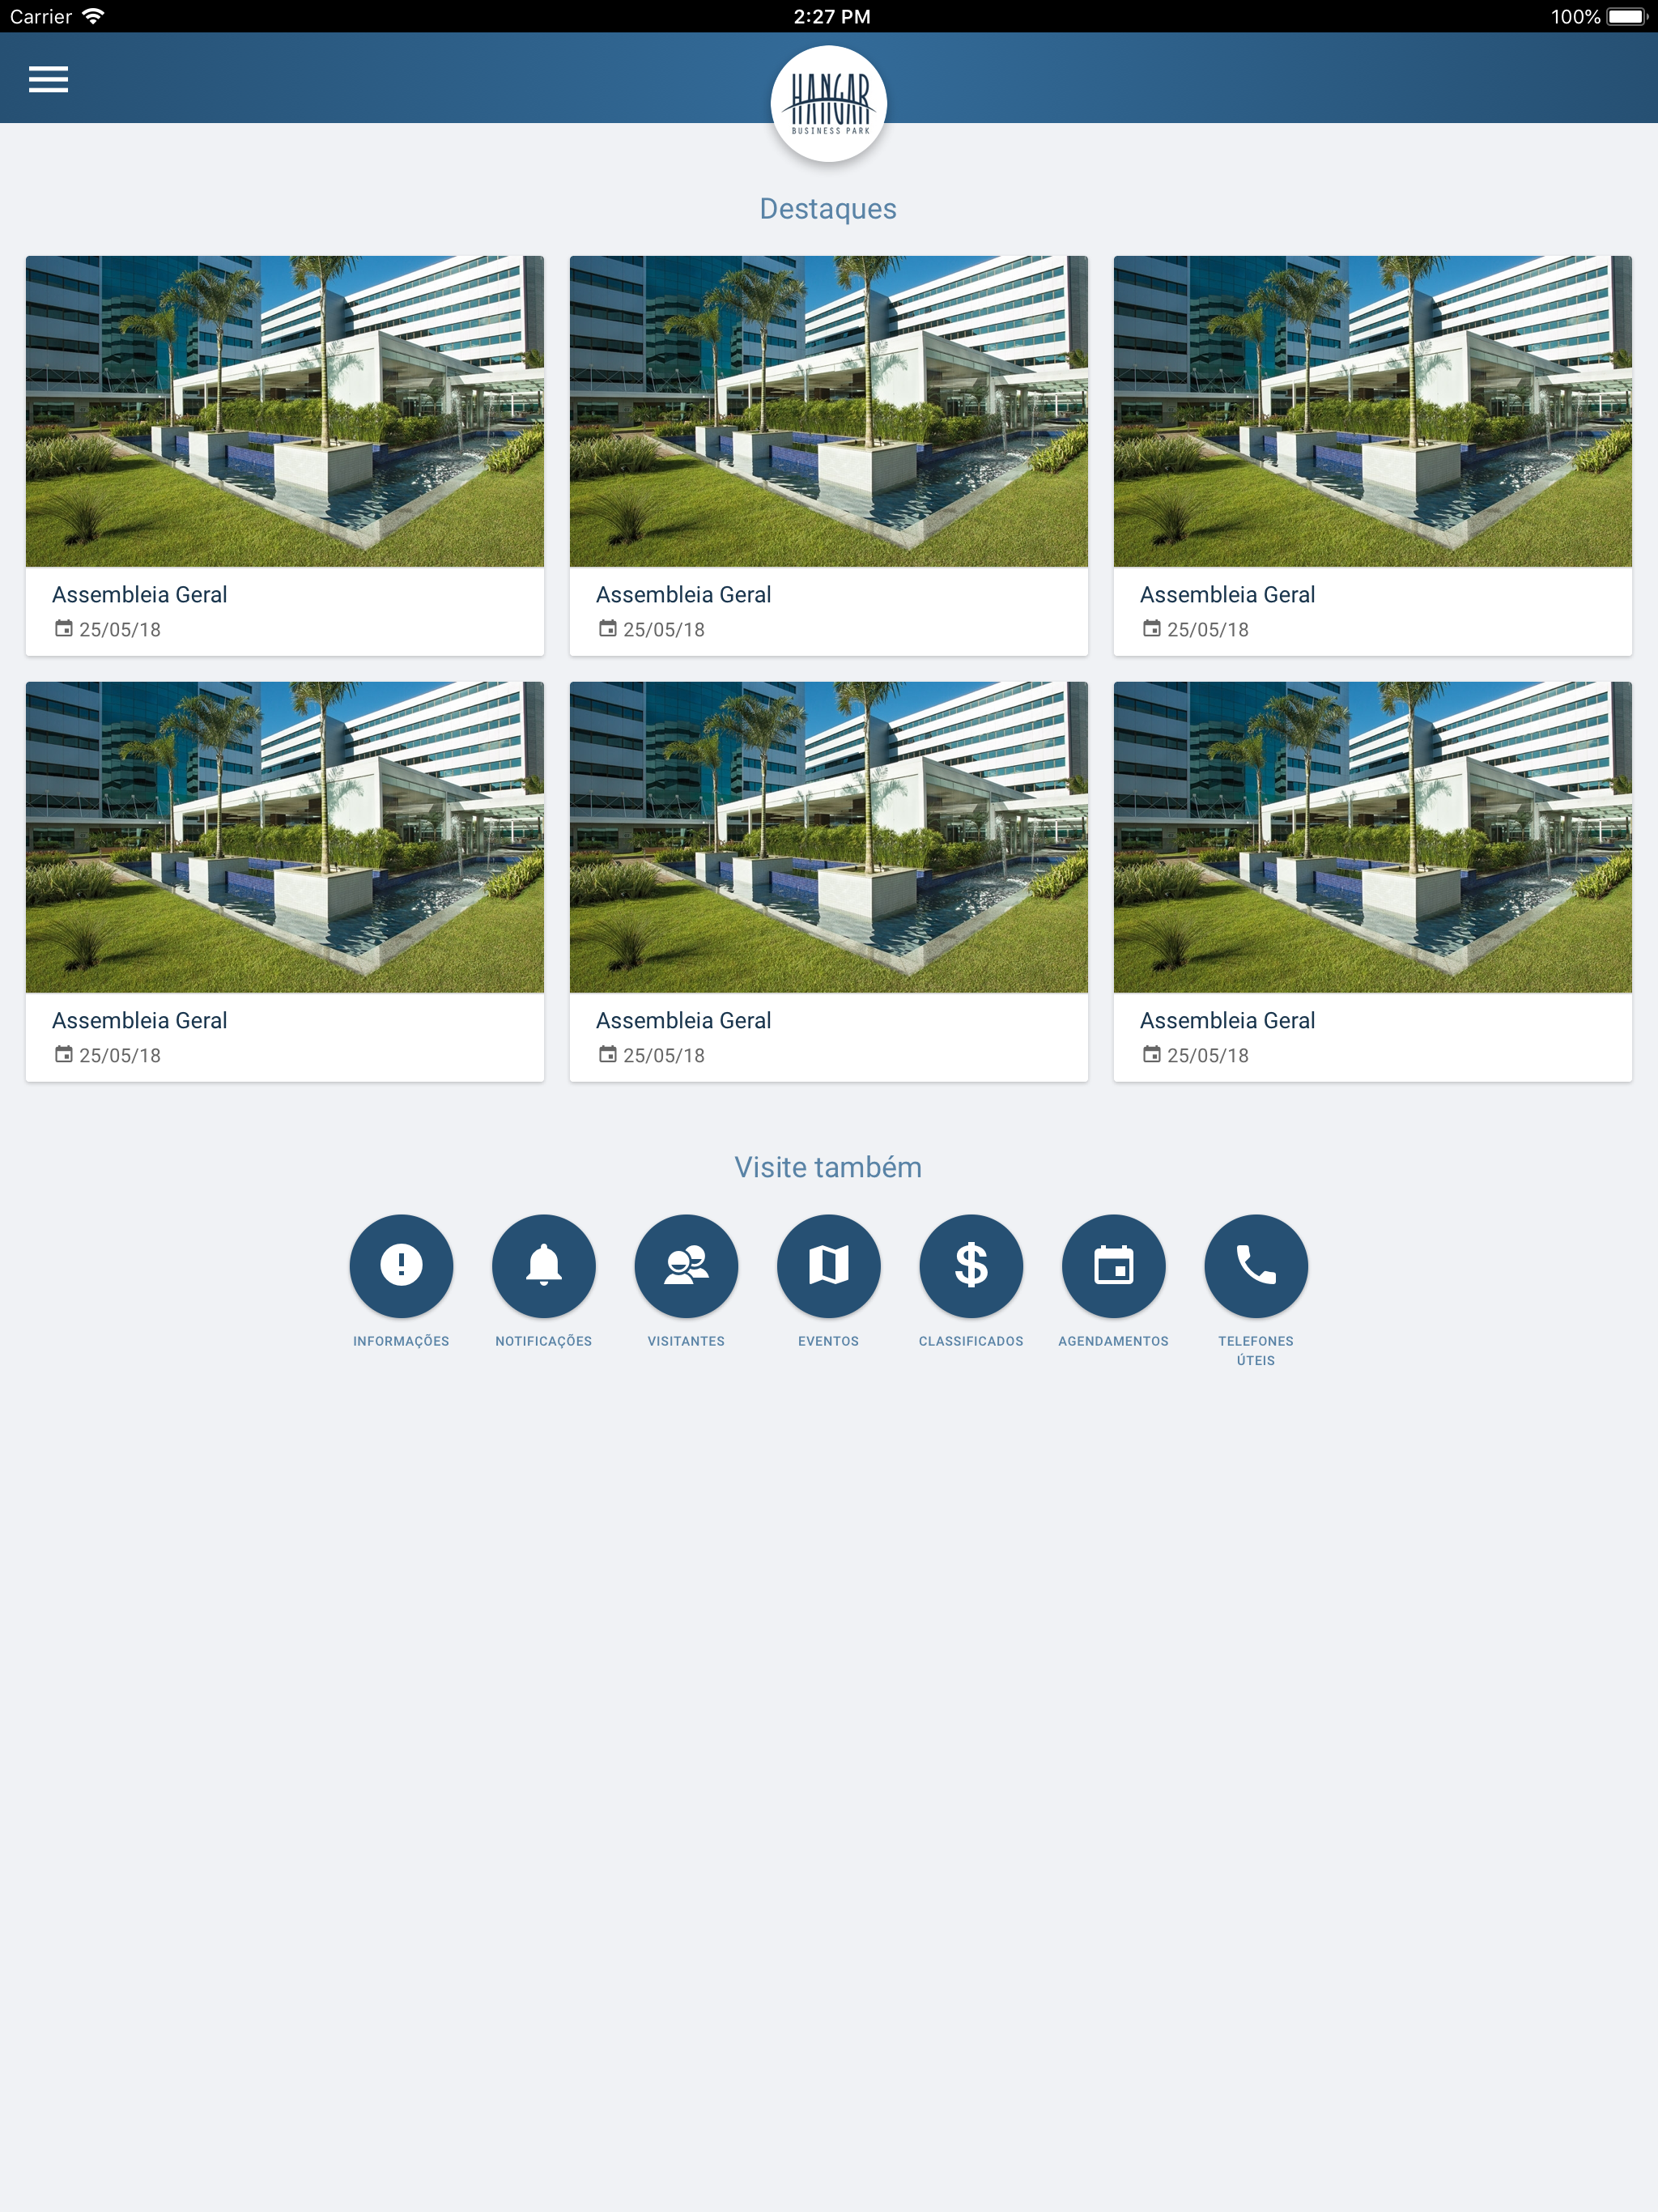 Carrier 2:27 PM 100%
HANGAR
BUSINESS PARK
Destaques
Assembleia Geral
25/05/18
Assembleia Geral
25/05/18
Assembleia Geral
25/05/18
Assembleia Geral
25/05/18
Assembleia Geral
25/05/18
Assembleia Geral
25/05/18
Visite também
INFORMAÇÕES
NOTIFICAÇÕES
VISITANTES
EVENTOS
CLASSIFICADOS
AGENDAMENTOS
TELEFONES
ÚTEIS